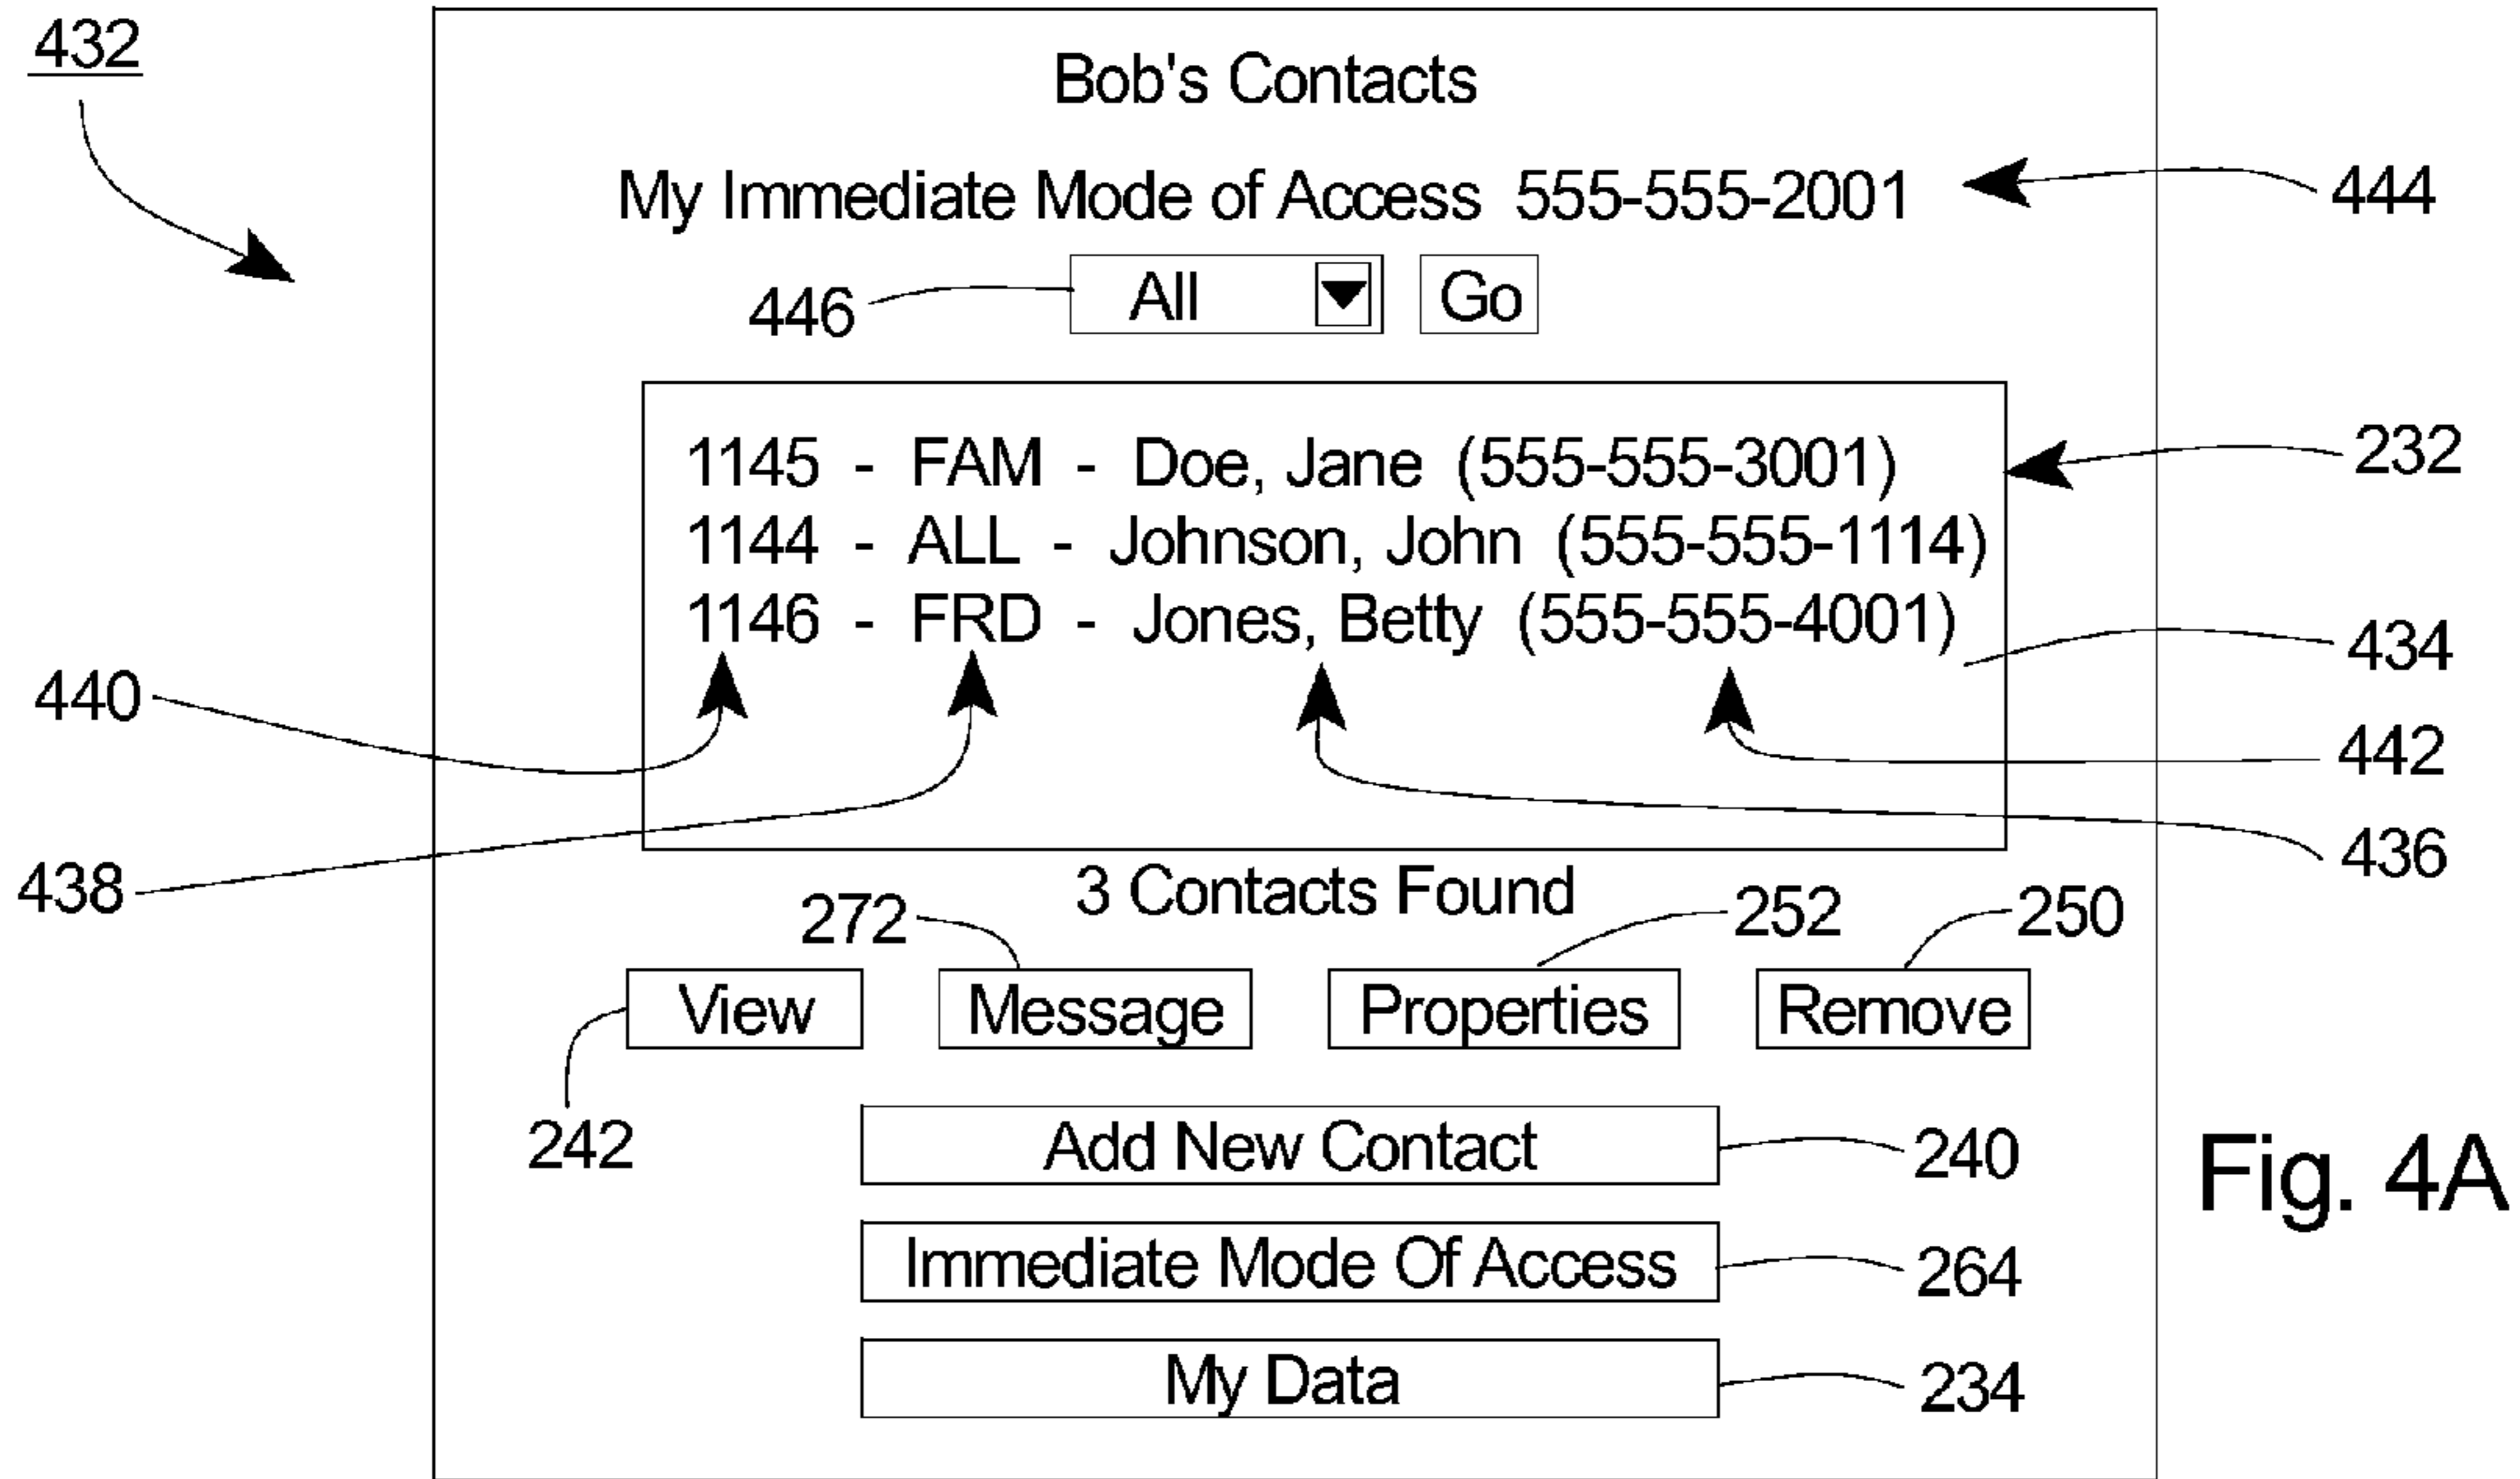 432
Bob's Contacts
My Immediate Mode of Access 555-555-2001
444
446
All
Go
1145 - FAM - Doe, Jane (555-555-3001)
232
1144 - ALL - Johnson, John (555-555-1114)
1146 - FRD - Jones, Betty (555-555-4001)
434
440
442
436
438
3 Contacts Found
272
252
250
View
Message
Properties
Remove
242
Add New Contact
240
Fig. 4A
Immediate Mode Of Access
264
My Data
234